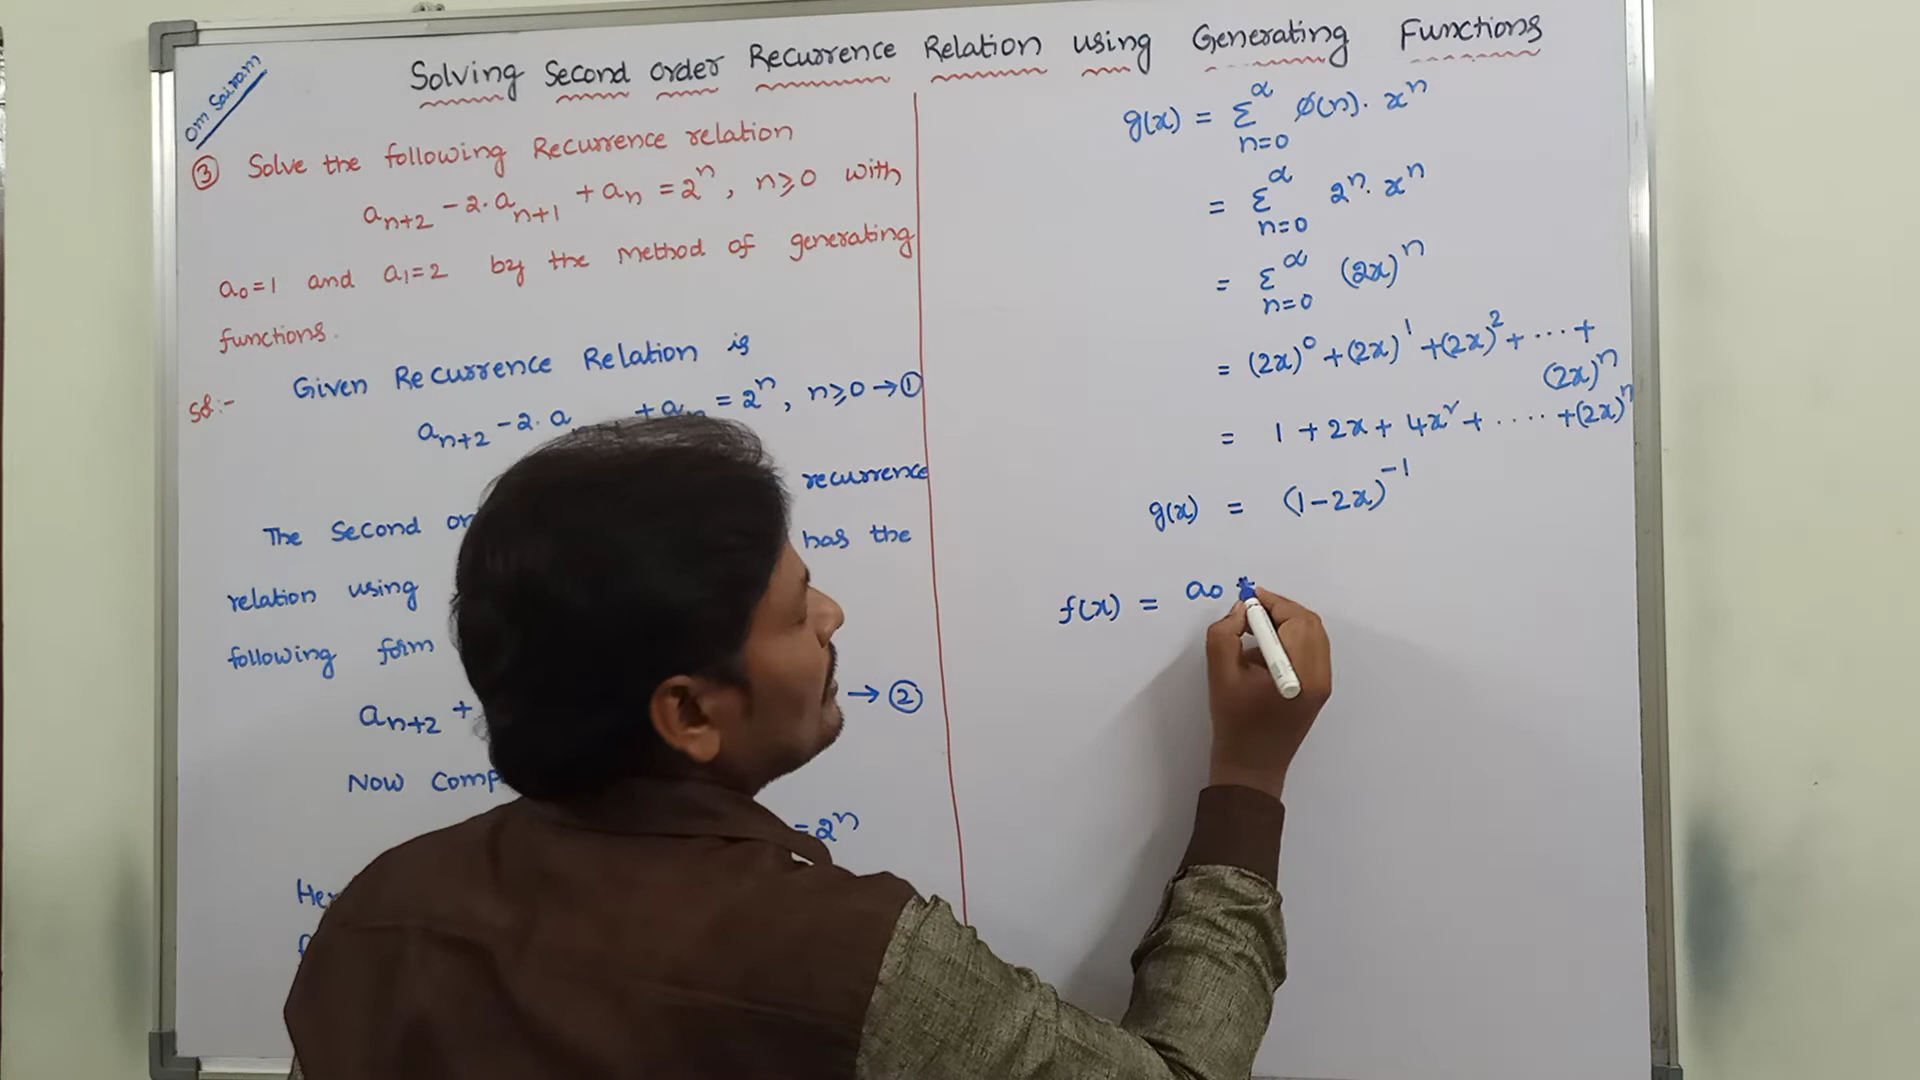 Om Sairam
Solving Second Order Recurrence Relation using Generating Functions
③ Solve the following Recurrence relation
aₙ₊₂ - 2·aₙ₊₁ + aₙ = 2ⁿ, n≥0 with
a₀=1 and a₁=2 by the method of generating
functions.
Sol:-
Given Recurrence Relation is
aₙ₊₂ - 2·a + aₙ = 2ⁿ, n≥0 → ①
The Second recurrence
relation using has the
following form
aₙ₊₂ + → ②
Now
=2ⁿ
g(x) = Σ^α n=0 φ(n)·xⁿ
= Σ^α n=0 2ⁿ·xⁿ
= Σ^α n=0 (2x)ⁿ
= (2x)⁰ + (2x)¹ + (2x)² + ··· +
(2x)ⁿ
= 1 + 2x + 4x² + ···· + (2x)ⁿ
g(x) = (1-2x)⁻¹
f(x) = a₀ +